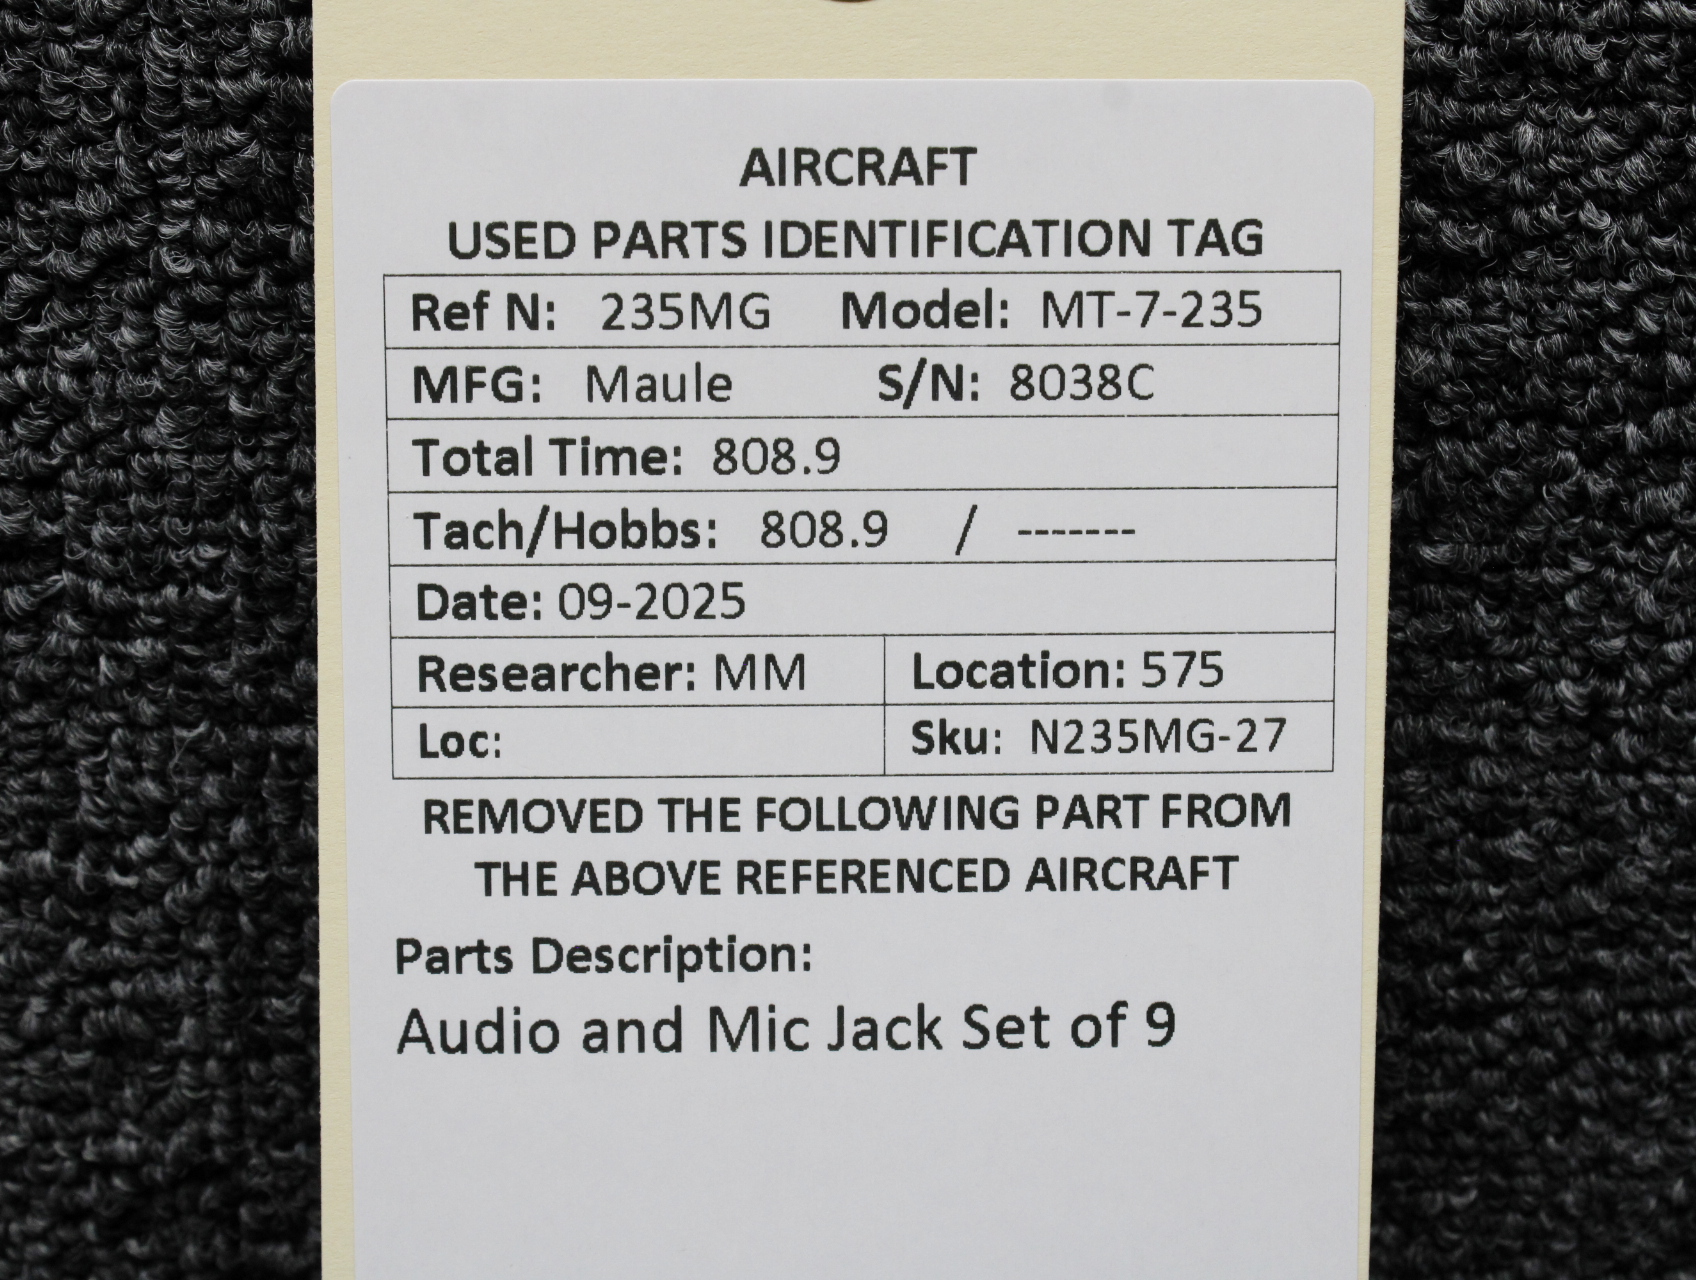 AIRCRAFT
USED PARTS IDENTIFICATION TAG
Ref N: 235MG Model: MT-7-235
MFG: Maule S/N: 8038C
Total Time: 808.9
Tach/Hobbs: 808.9 / -------
Date: 09-2025
Researcher: MM Location: 575
Loc: Sku: N235MG-27
REMOVED THE FOLLOWING PART FROM
THE ABOVE REFERENCED AIRCRAFT
Parts Description:
Audio and Mic Jack Set of 9